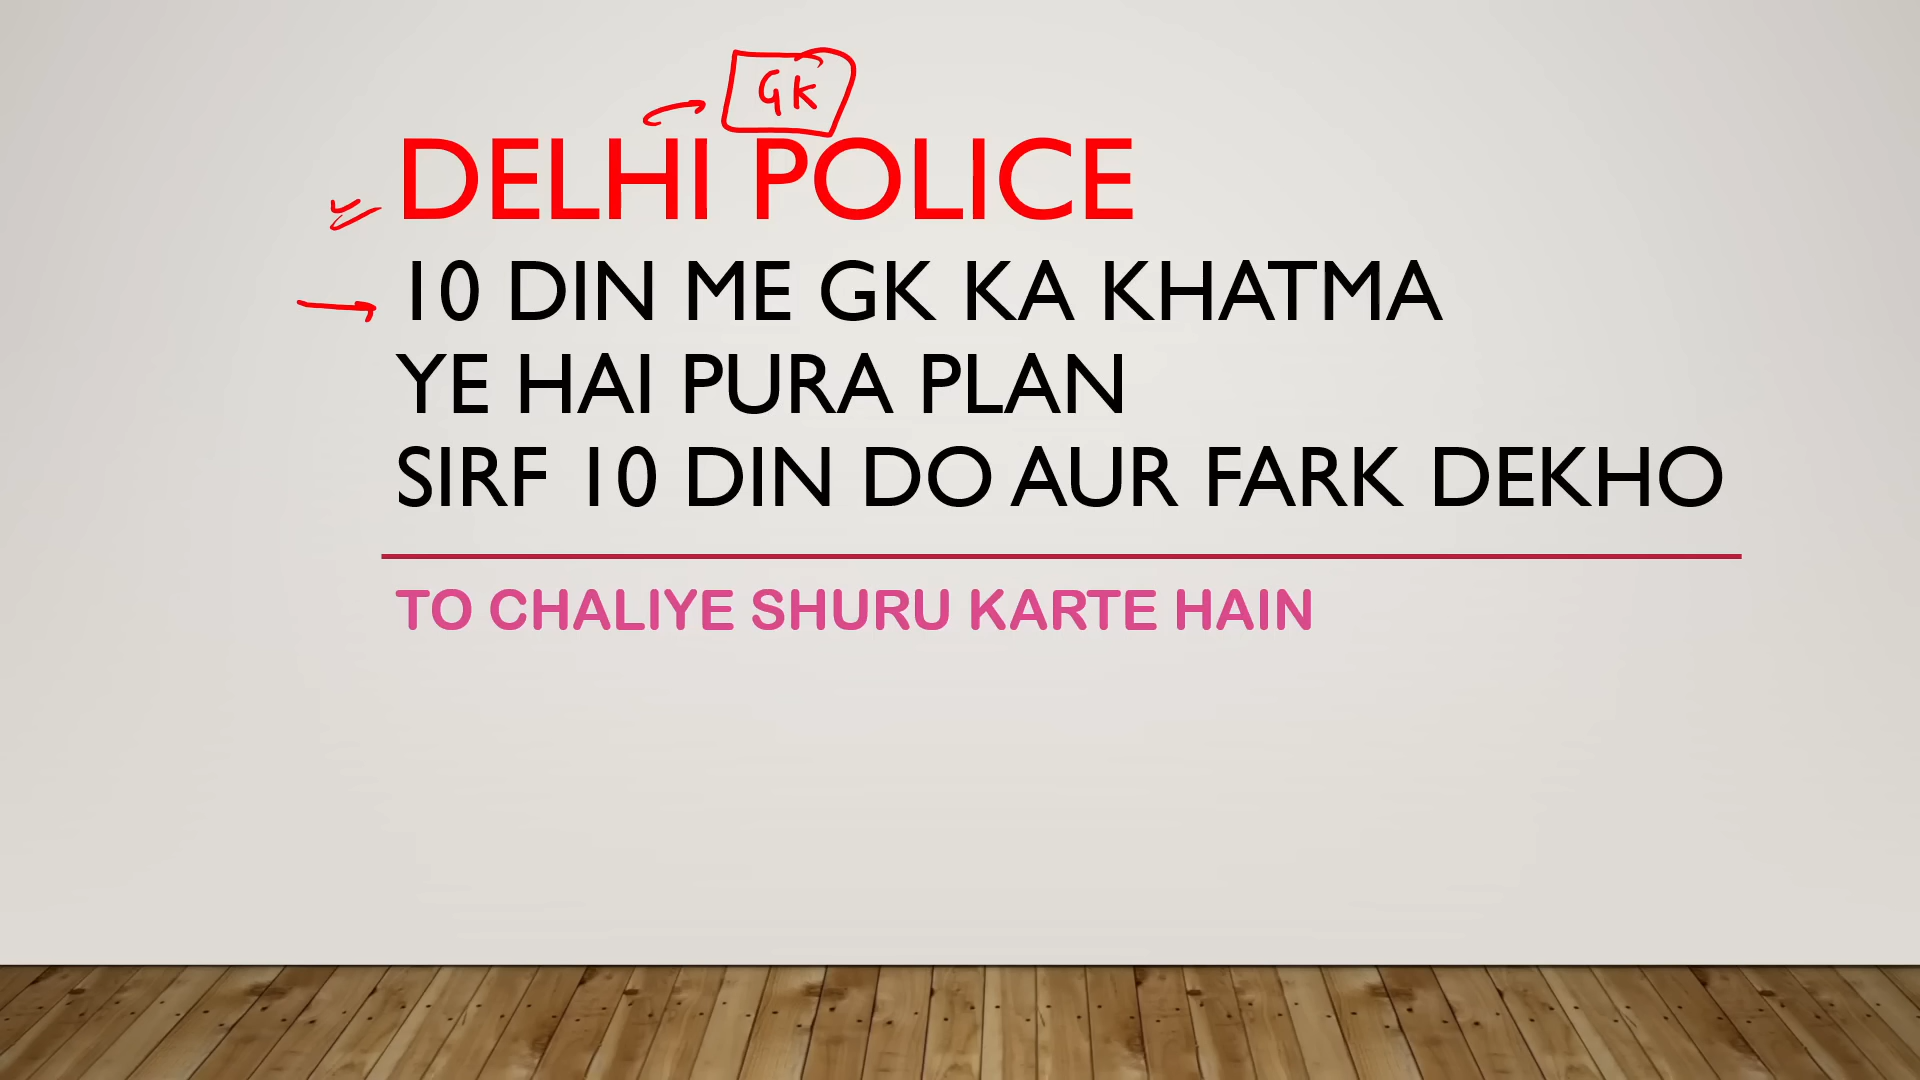 GK
DELHI POLICE
10 DIN ME GK KA KHATMA
YE HAI PURA PLAN
SIRF 10 DIN DO AUR FARK DEKHO
TO CHALIYE SHURU KARTE HAIN